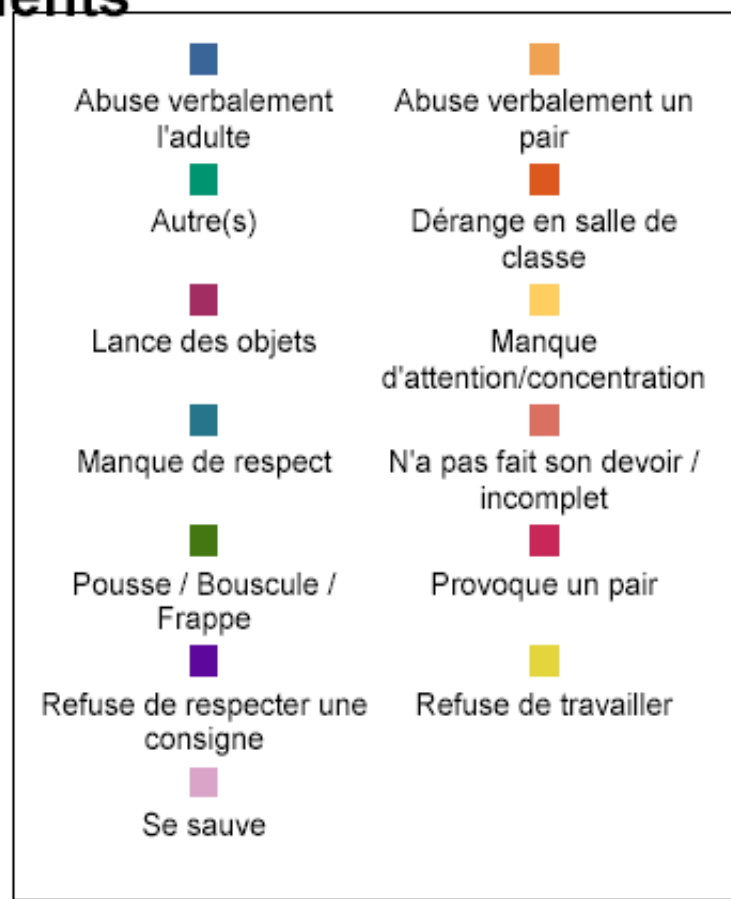 Abuse verbalement
l'adulte
Abuse verbalement un
pair
Autre(s)
Dérange en salle de
classe
Lance des objets
Manque
d'attention/concentration
Manque de respect
N'a pas fait son devoir /
incomplet
Pousse / Bouscule /
Frappe
Provoque un pair
Refuse de respecter une
consigne
Refuse de travailler
Se sauve